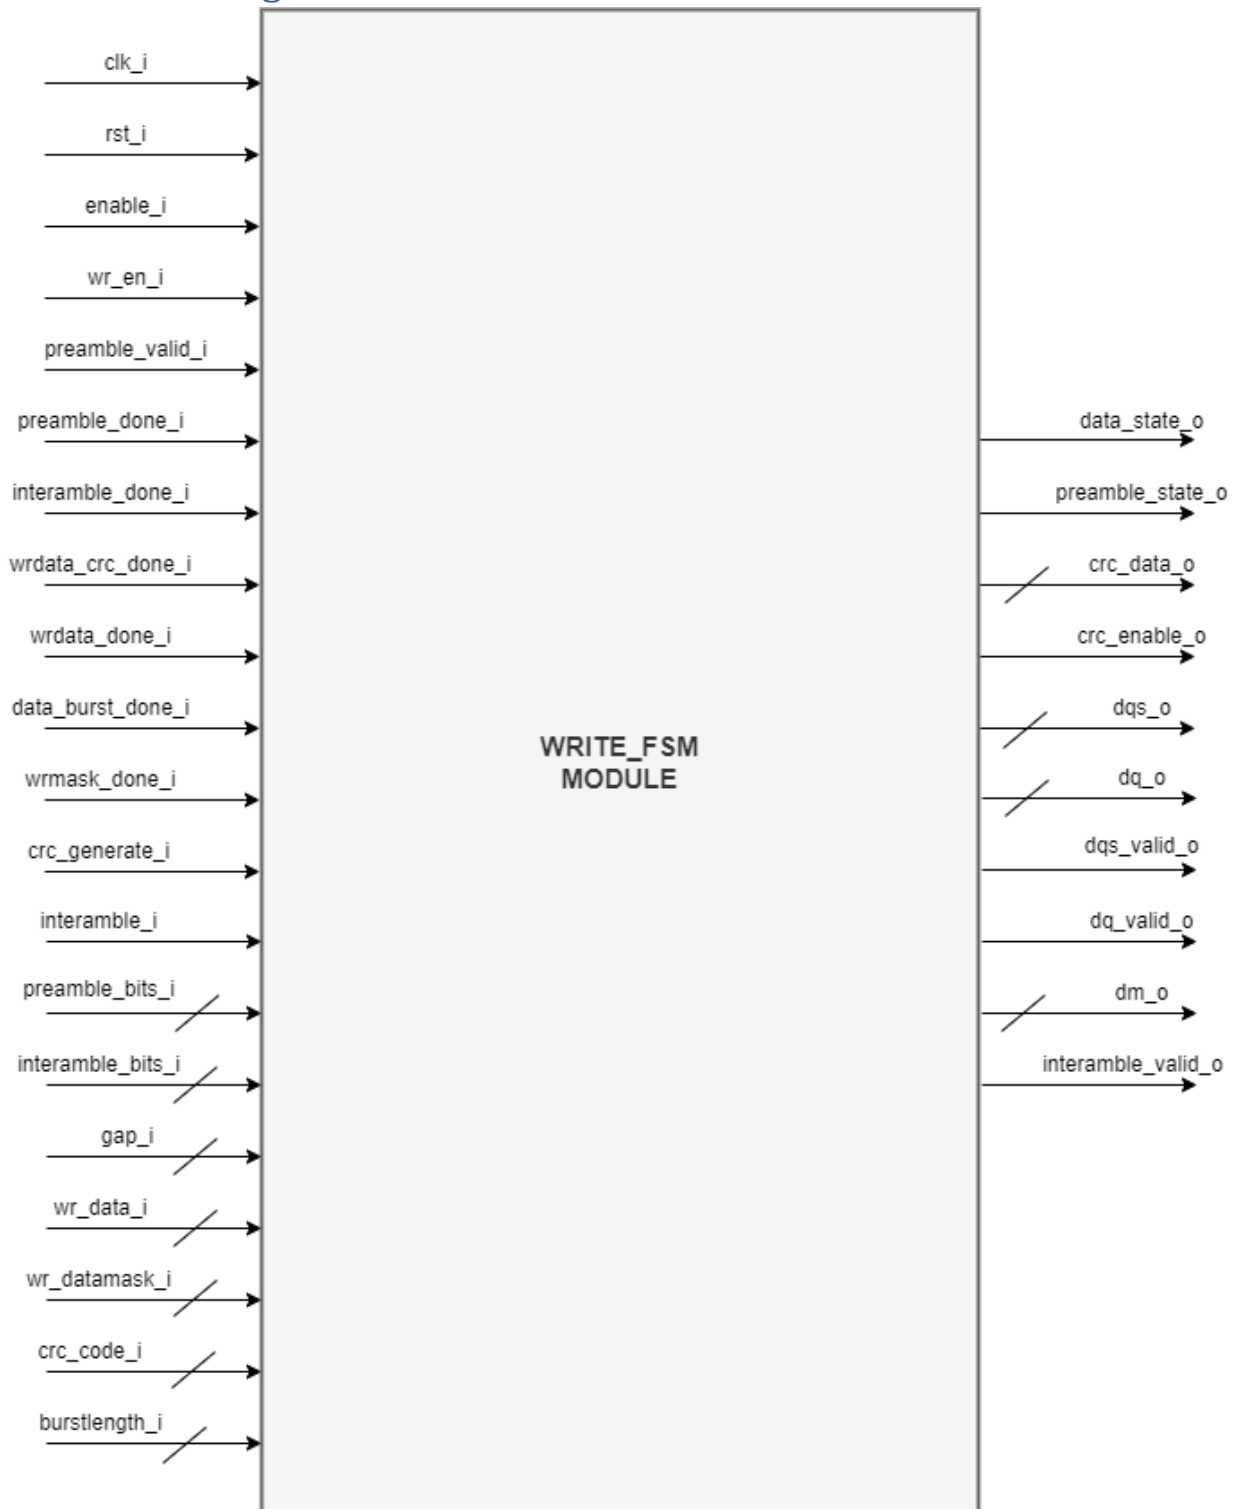 clk_i
rst_i
enable_i
wr_en_i
preamble_valid_i
preamble_done_i
interamble_done_i
wrdata_crc_done_i
wrdata_done_i
data_burst_done_i
wrmask_done_i
crc_generate_i
interamble_i
preamble_bits_i
interamble_bits_i
gap_i
wr_data_i
wr_datamask_i
crc_code_i
burstlength_i
WRITE_FSM
MODULE
data_state_o
preamble_state_o
crc_data_o
crc_enable_o
dqs_o
dq_o
dqs_valid_o
dq_valid_o
dm_o
interamble_valid_o